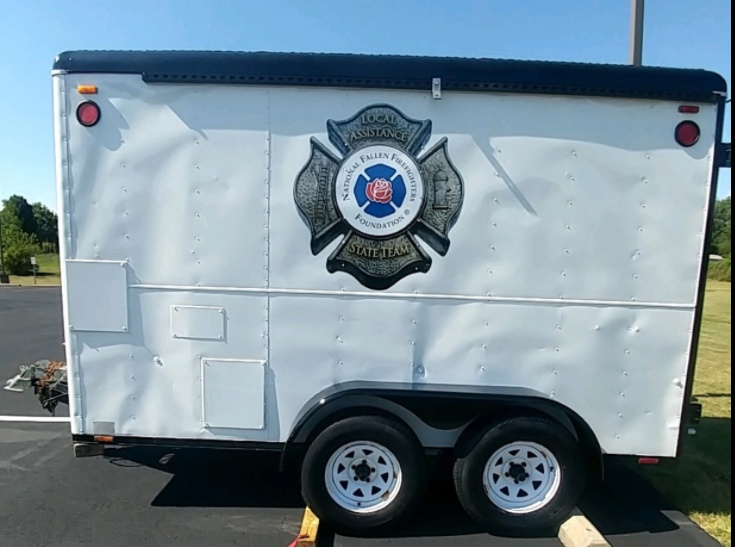 LOCAL
ASSISTANCE
NATIONAL FALLEN FIREFIGHTERS
FOUNDATION ®
STATE TEAM